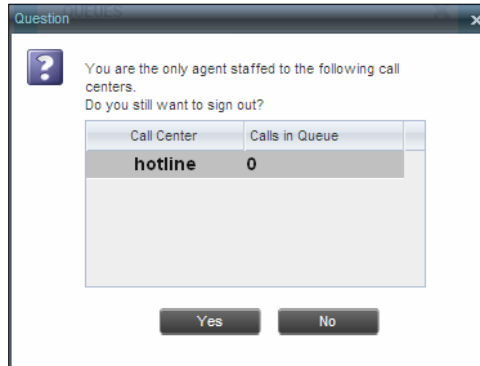 QUEUES
Question
x
?
You are the only agent staffed to the following call
centers.
Do you still want to sign out?
Call Center Calls in Queue
hotline 0
Yes No